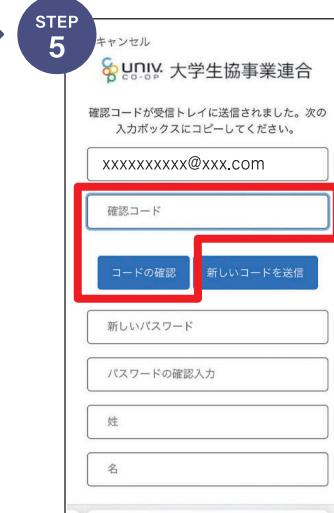 STEP
5
キャンセル
univ. 大学生協事業連合
CO-OP
確認コードが受信トレイに送信されました。次の
入力ボックスにコピーしてください。
xxxxxxxxxx@xxx.com
確認コード
コードの確認 新しいコードを送信
新しいパスワード
パスワードの確認入力
姓
名